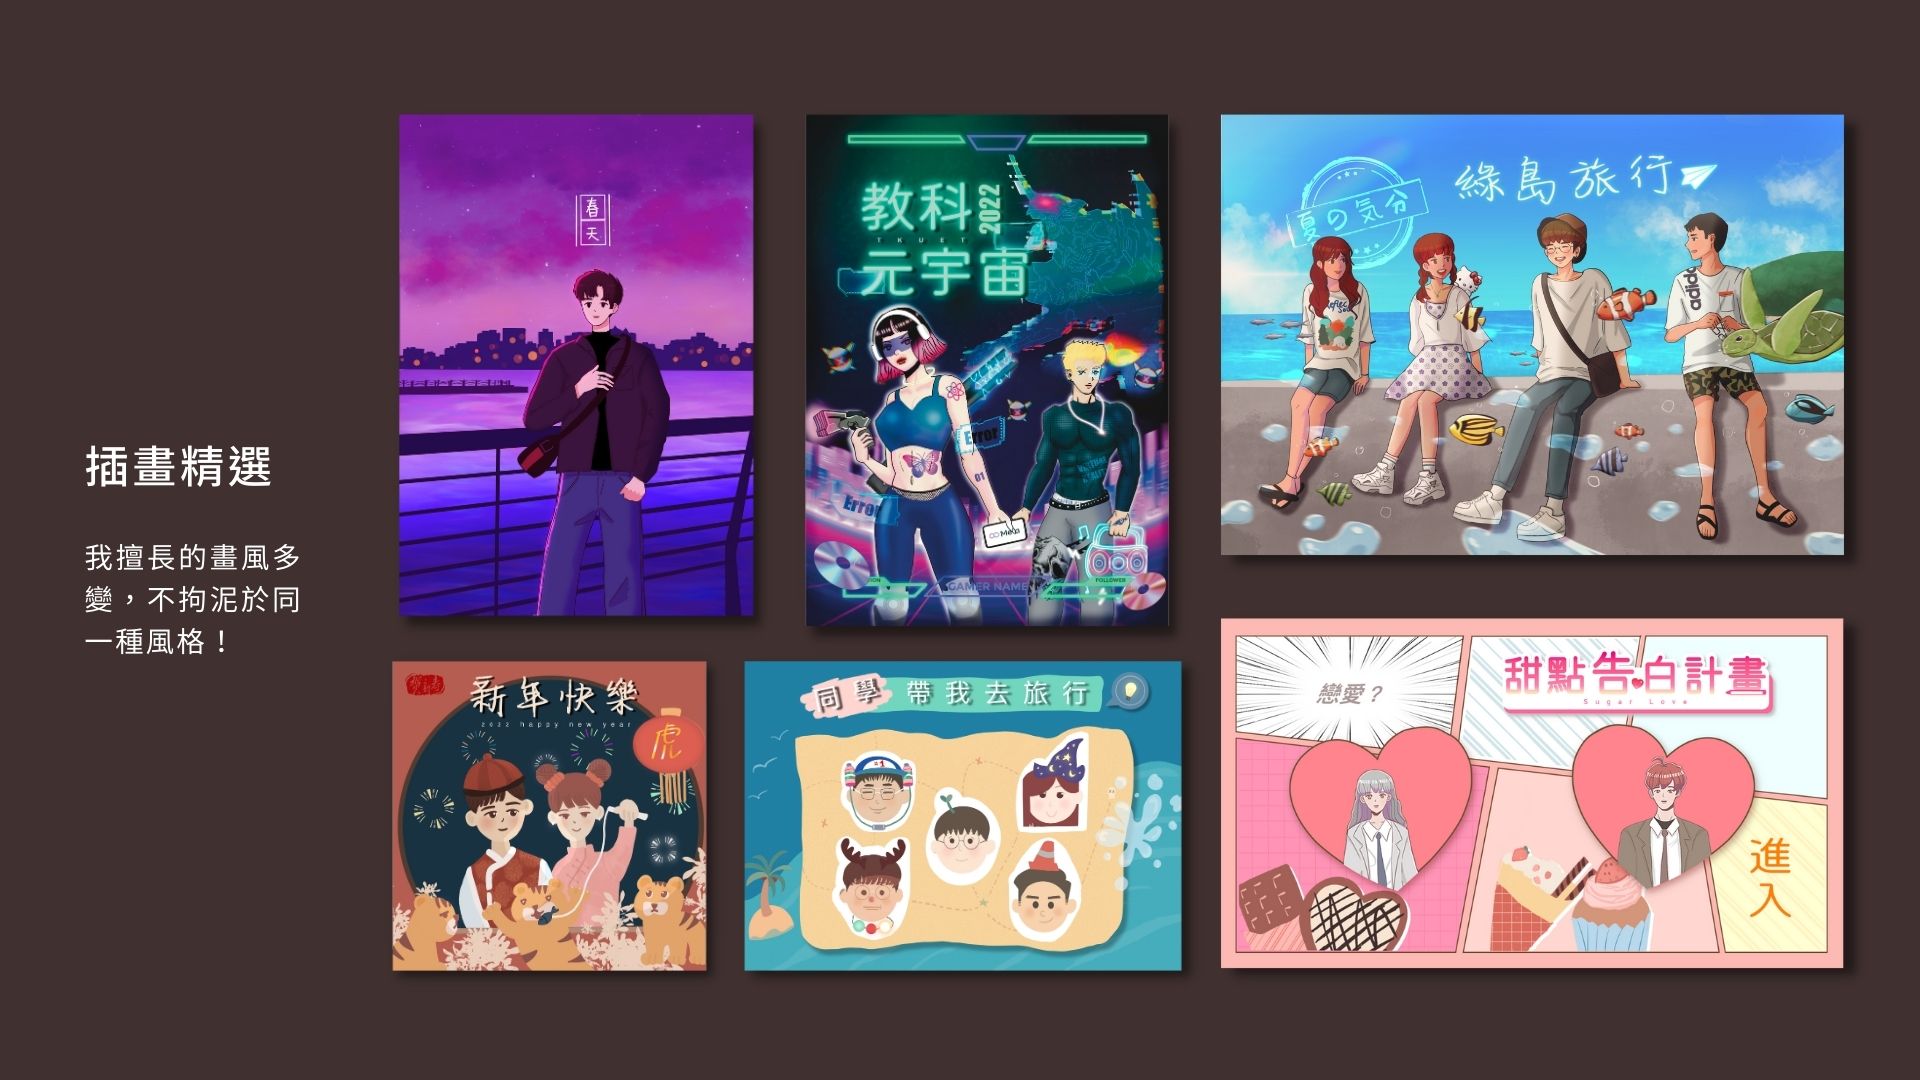 插畫精選
我擅長的畫風多
變，不拘泥於同
一種風格！
春天
教科
2022
TKUET
元宇宙
Error
Error
01
Meta
GAMER NAME
FOLLOWER
夏の気分
綠島旅行
adidas
新年快樂
2022 happy new year
虎
同學帶我去旅行
#1
戀愛？
甜點告白計畫
Sugar Love
進
入